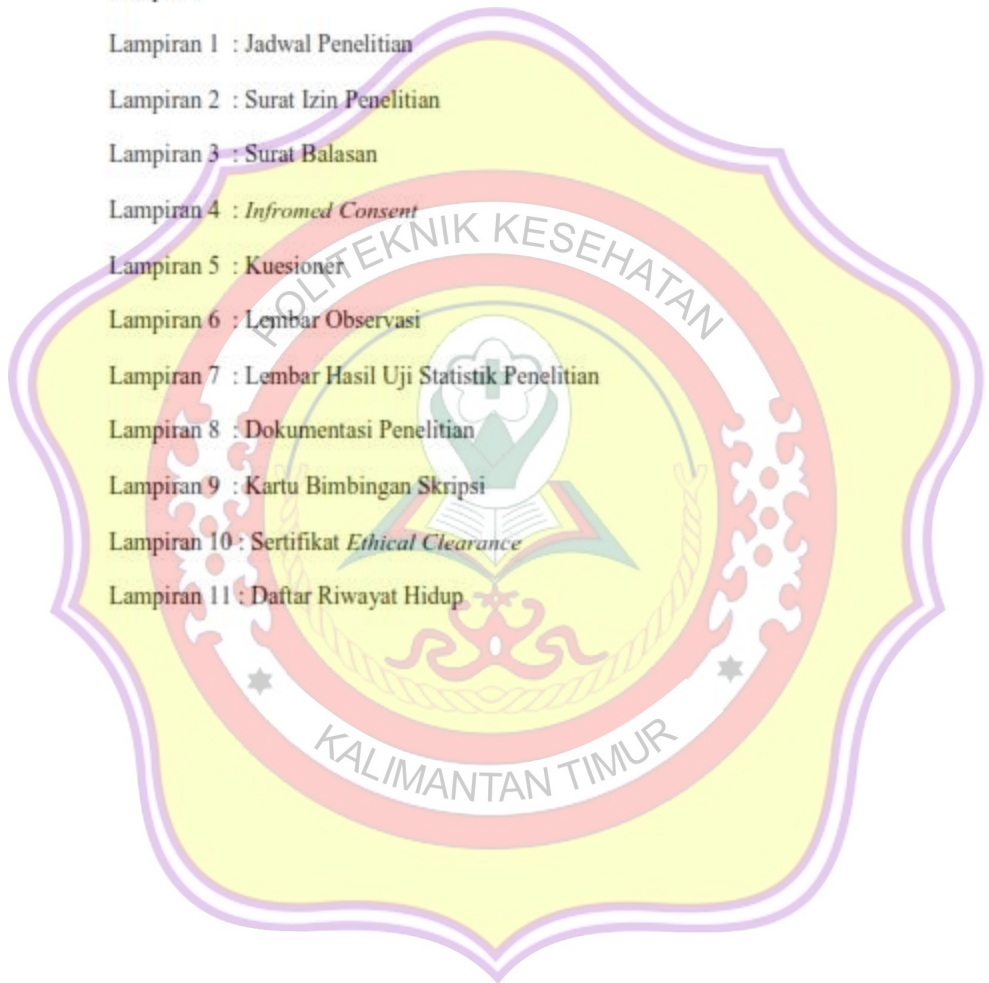 Lampiran 1 : Jadwal Penelitian
Lampiran 2 : Surat Izin Penelitian
Lampiran 3 : Surat Balasan
Lampiran 4 : Infromed Consent
Lampiran 5 : Kuesioner
Lampiran 6 : Lembar Observasi
Lampiran 7 : Lembar Hasil Uji Statistik Penelitian
Lampiran 8 : Dokumentasi Penelitian
Lampiran 9 : Kartu Bimbingan Skripsi
Lampiran 10 : Sertifikat Ethical Clearance
Lampiran 11 : Daftar Riwayat Hidup
POLITEKNIK KESEHATAN
KALIMANTAN TIMUR